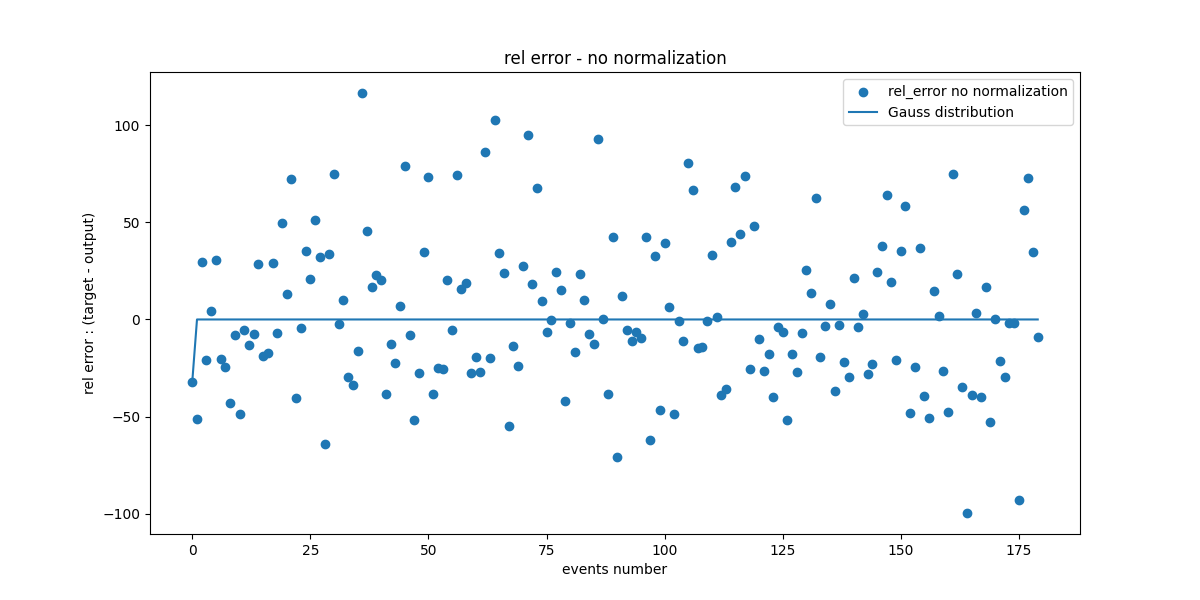 rel error - no normalization
rel_error no normalization
Gauss distribution
rel error : (target - output)
100
50
0
−50
−100
0 25 50 75 100 125 150 175
events number